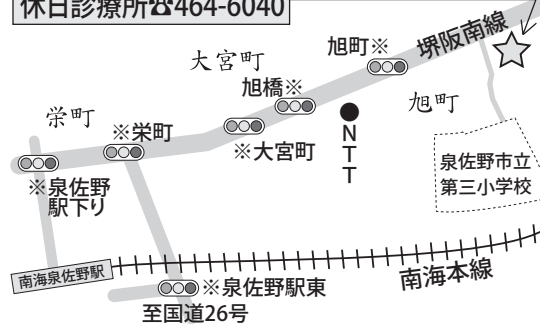 休日診療所☎464-6040
堺阪南線
旭町※
大宮町
旭橋※
旭町
栄町
※栄町
※大宮町
NTT
泉佐野市立
第三小学校
※泉佐野
駅下り
南海泉佐野駅
南海本線
※泉佐野駅東
至国道26号